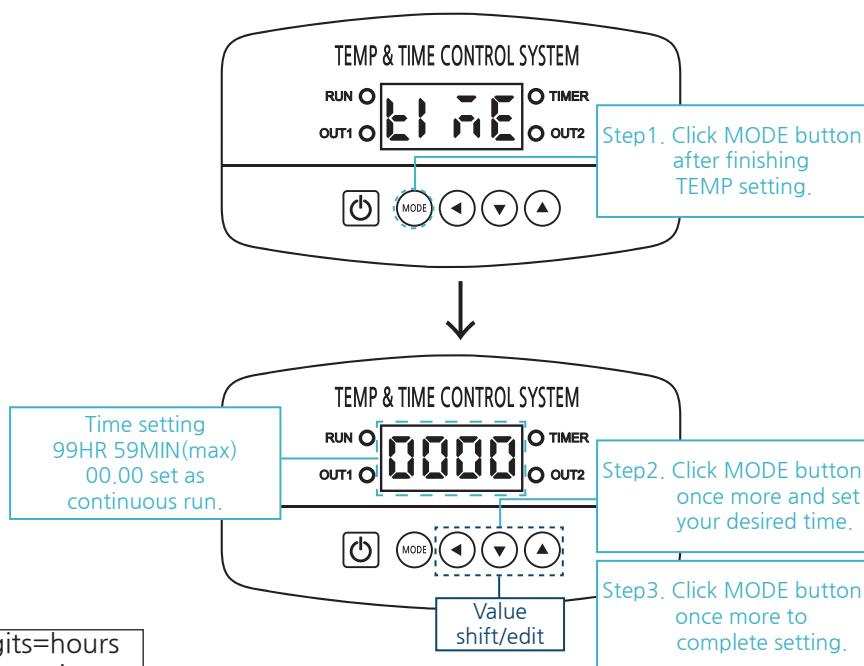 TEMP & TIME CONTROL SYSTEM
RUN
TIMER
OUT1
OUT2
tImE
MODE
Step1. Click MODE button
after finishing
TEMP setting.
TEMP & TIME CONTROL SYSTEM
RUN
TIMER
OUT1
OUT2
0000
MODE
Time setting
99HR 59MIN(max)
00.00 set as
continuous run.
Step2. Click MODE button
once more and set
your desired time.
Value
shift/edit
Step3. Click MODE button
once more to
complete setting.
gits=hours